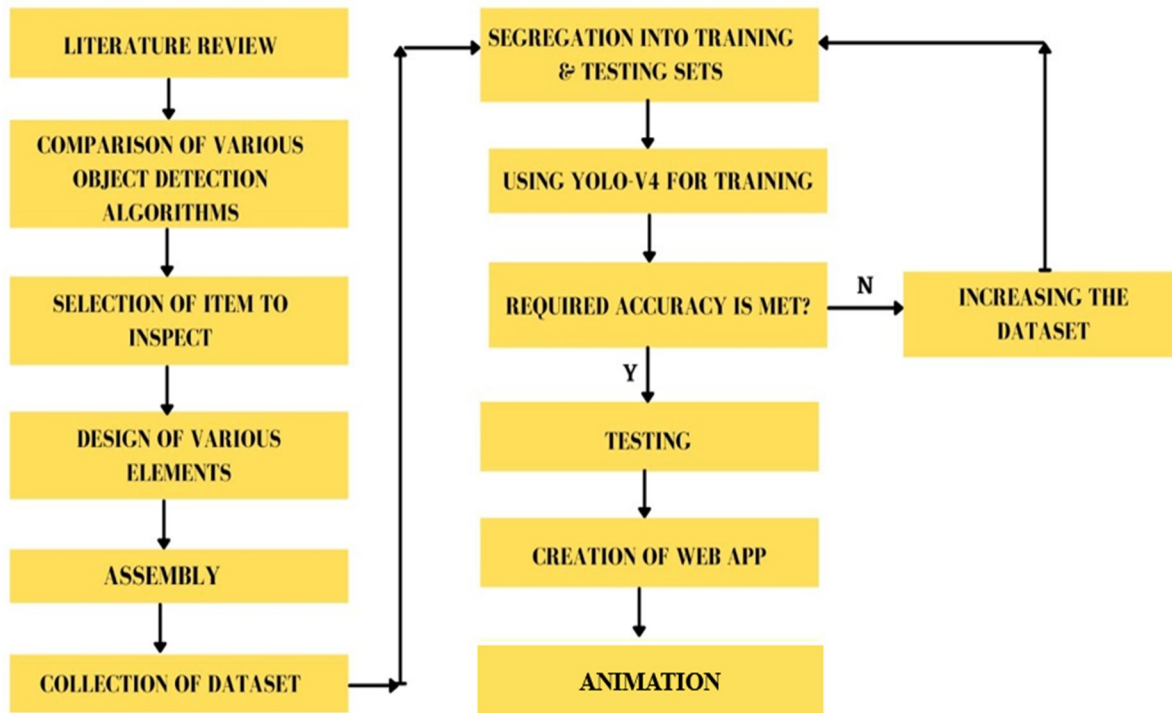 LITERATURE REVIEW
COMPARISON OF VARIOUS
OBJECT DETECTION
ALGORITHMS
SELECTION OF ITEM TO
INSPECT
DESIGN OF VARIOUS
ELEMENTS
ASSEMBLY
COLLECTION OF DATASET
SEGREGATION INTO TRAINING
& TESTING SETS
USING YOLO-V4 FOR TRAINING
REQUIRED ACCURACY IS MET?
N
INCREASING THE
DATASET
Y
TESTING
CREATION OF WEB APP
ANIMATION